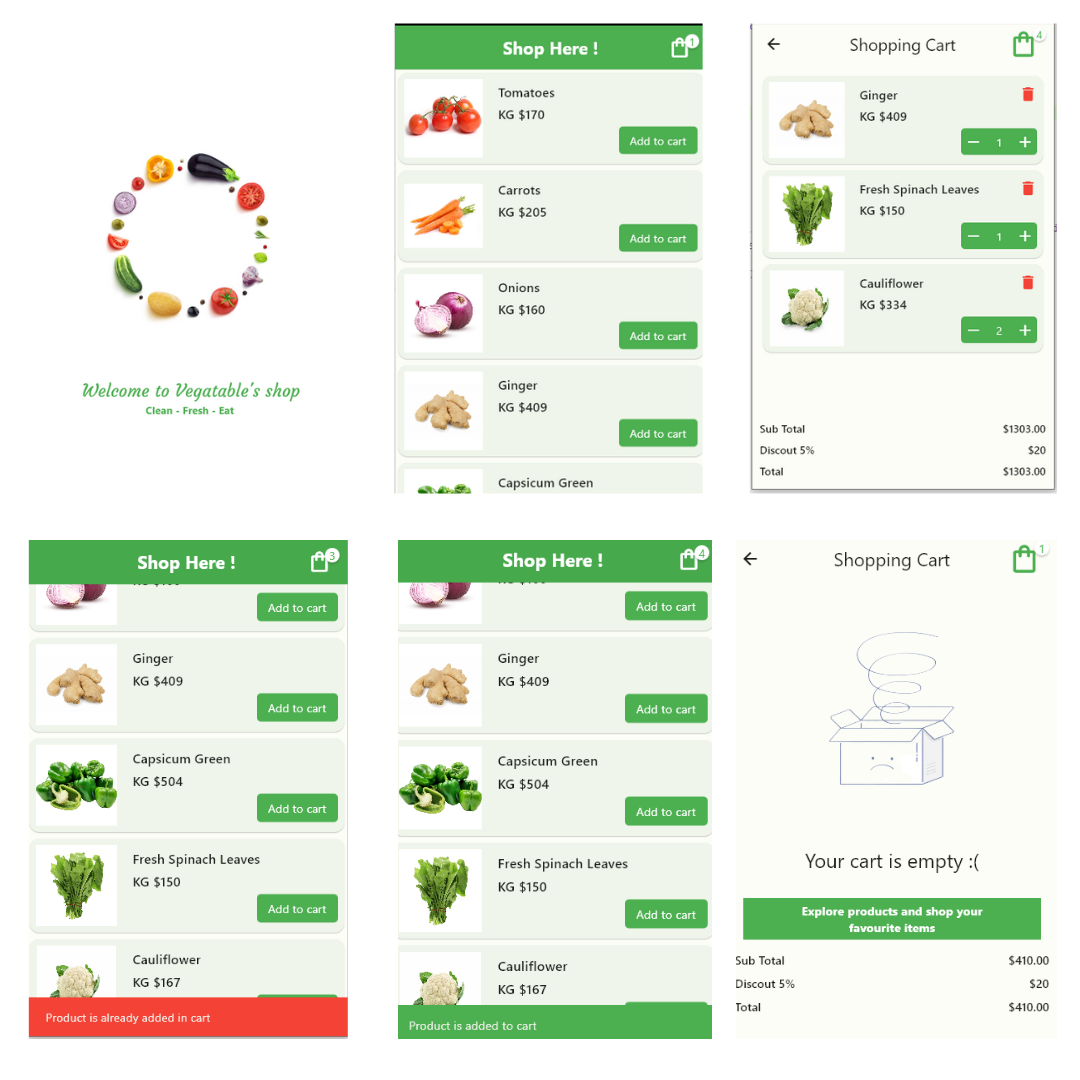 Welcome to Vegatable's shop
Clean - Fresh - Eat
Shop Here !
1
Tomatoes
KG $170
Add to cart
Carrots
KG $205
Add to cart
Onions
KG $160
Add to cart
Ginger
KG $409
Add to cart
Capsicum Green
Shopping Cart
4
Ginger
KG $409
1
Fresh Spinach Leaves
KG $150
1
Cauliflower
KG $334
2
Sub Total $1303.00
Discout 5% $20
Total $1303.00
Shop Here !
3
Add to cart
Ginger
KG $409
Add to cart
Capsicum Green
KG $504
Add to cart
Fresh Spinach Leaves
KG $150
Add to cart
Cauliflower
KG $167
Product is already added in cart
Shop Here !
4
Add to cart
Ginger
KG $409
Add to cart
Capsicum Green
KG $504
Add to cart
Fresh Spinach Leaves
KG $150
Add to cart
Cauliflower
KG $167
Product is added to cart
Shopping Cart
1
Your cart is empty :(
Explore products and shop your
favourite items
Sub Total $410.00
Discout 5% $20
Total $410.00